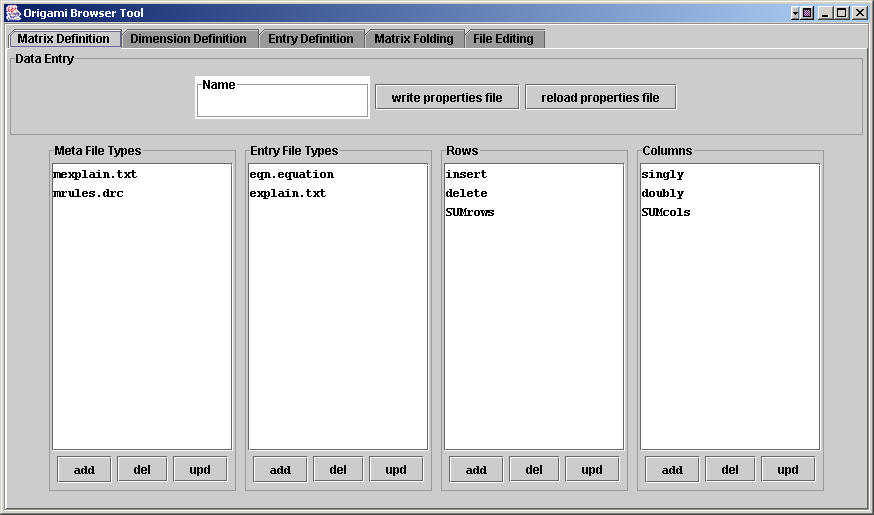 Origami Browser Tool
Matrix Definition Dimension Definition Entry Definition Matrix Folding File Editing
Data Entry
Name
write properties file reload properties file
Meta File Types Entry File Types Rows Columns
mexplain.txt eqn.equation insert singly
mrules.drc explain.txt delete doubly
SUMrows SUMcols
add del upd add del upd add del upd add del upd